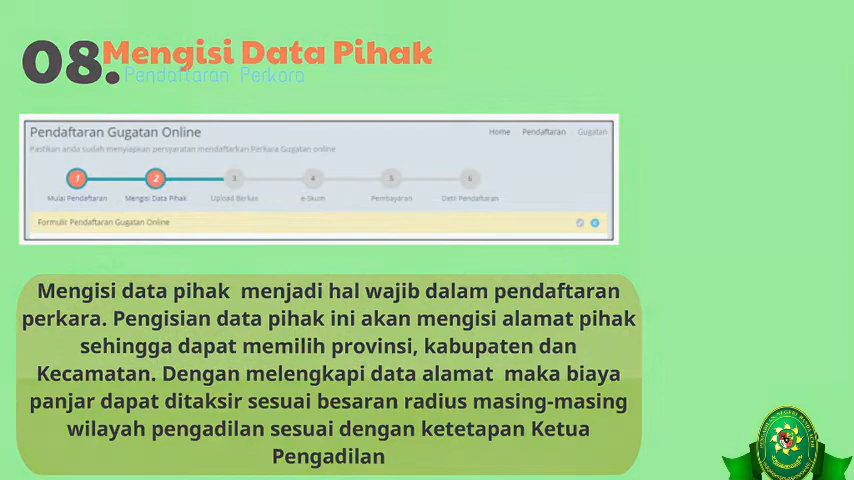 08.
Mengisi Data Pihak
Pendaftaran Perkara
Pendaftaran Gugatan Online
Home Pendaftaran Gugatan
Pastikan anda sudah menyiapkan persyaratan mendaftarkan Perkara Gugatan online
1 2 3 4 5 6
Mulai Pendaftaran Mengisi Data Pihak Upload Berkas e-Skum Pembayaran Detil Pendaftaran
Formulir Pendaftaran Gugatan Online
Mengisi data pihak menjadi hal wajib dalam pendaftaran
perkara. Pengisian data pihak ini akan mengisi alamat pihak
sehingga dapat memilih provinsi, kabupaten dan
Kecamatan. Dengan melengkapi data alamat maka biaya
panjar dapat ditaksir sesuai besaran radius masing-masing
wilayah pengadilan sesuai dengan ketetapan Ketua
Pengadilan